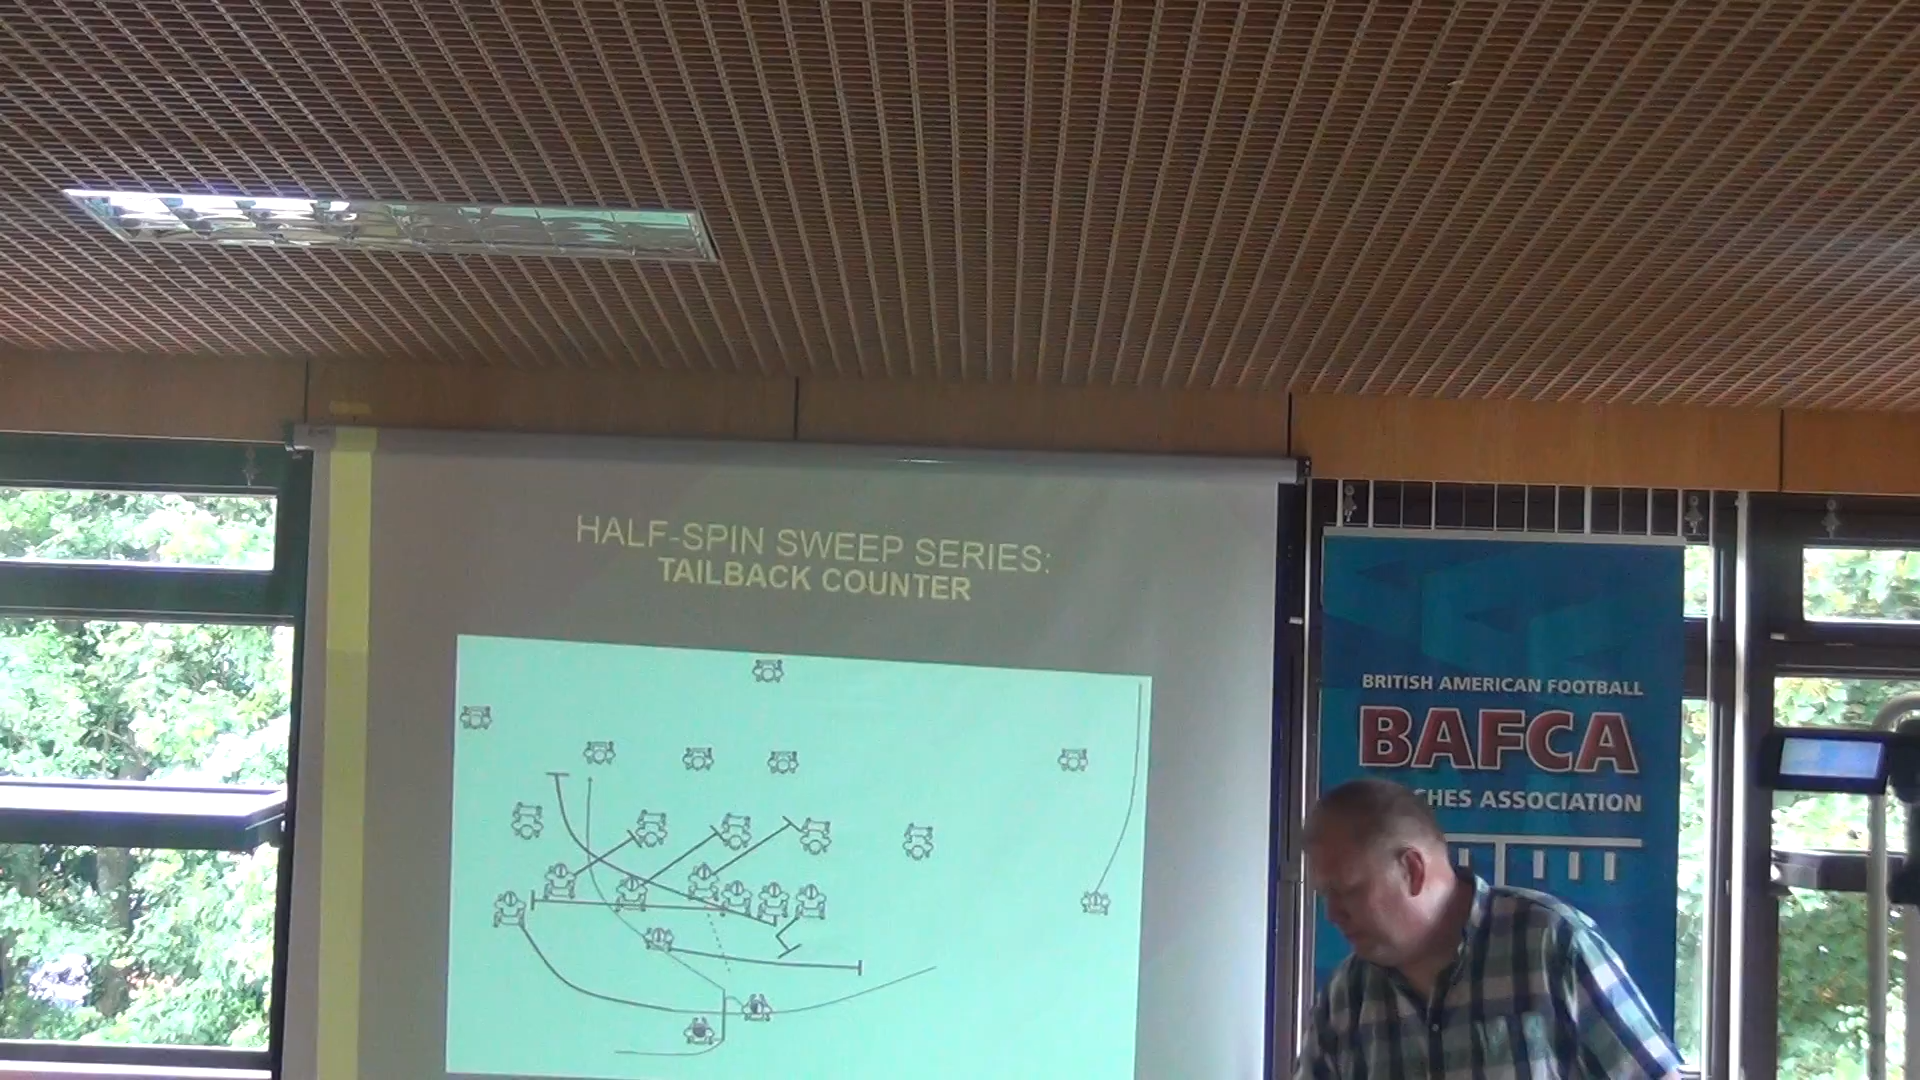 HALF-SPIN SWEEP SERIES:
TAILBACK COUNTER
BRITISH AMERICAN FOOTBALL
BAFCA
CHES ASSOCIATION